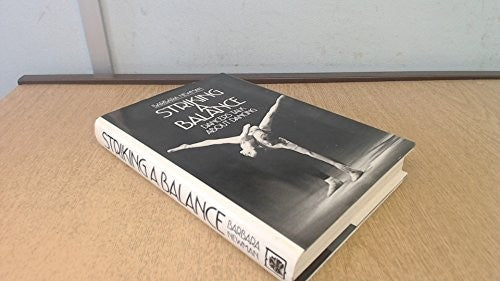 BARBARA NEWMAN
STRIKING
A
BALANCE
DANCERS TALK
ABOUT DANCING
STRIKING A BALANCE
BARBARA
NEWMAN